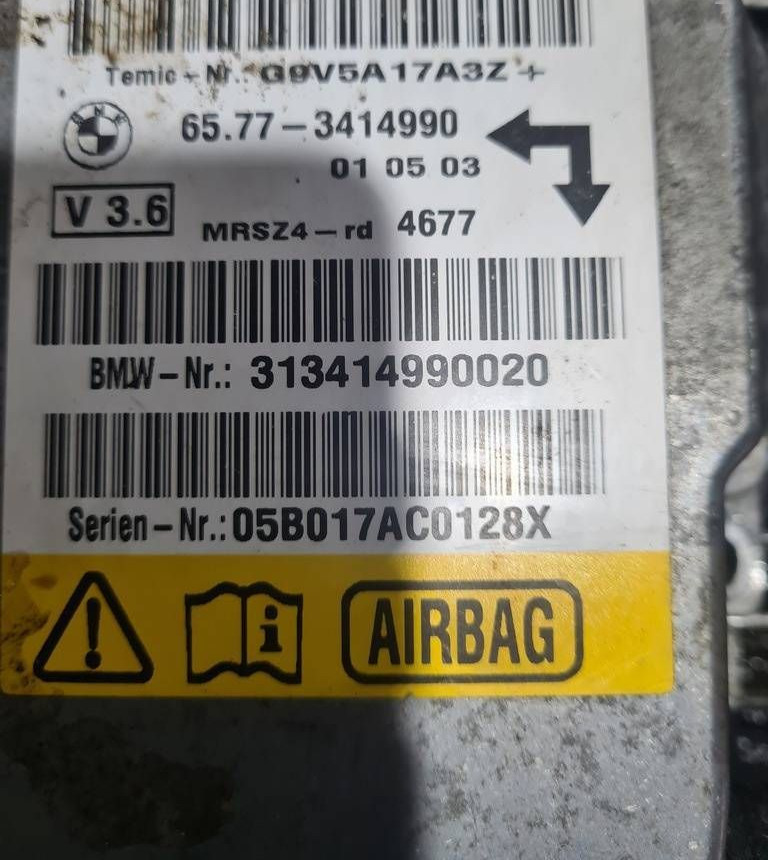 Temic-Nr.: G9V5A17A3Z +
BMW
65.77-3414990
01 05 03
V 3.6
MRSZ4-rd 4677
BMW-Nr.: 313414990020
Serien-Nr.:05B017AC0128X
! i AIRBAG